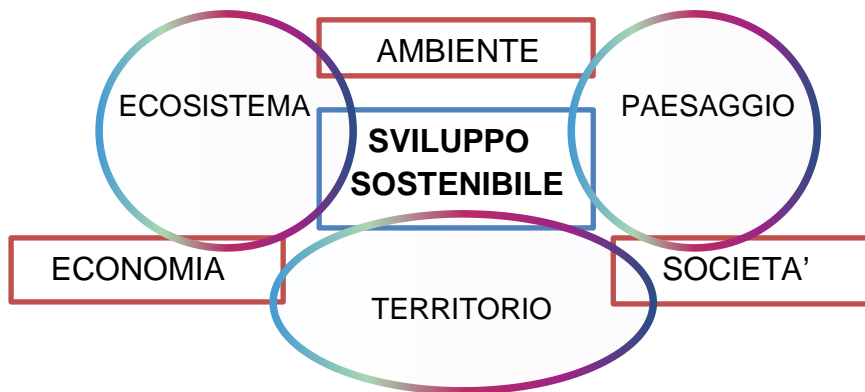 AMBIENTE
ECOSISTEMA
PAESAGGIO
SVILUPPO
SOSTENIBILE
ECONOMIA
SOCIETA’
TERRITORIO